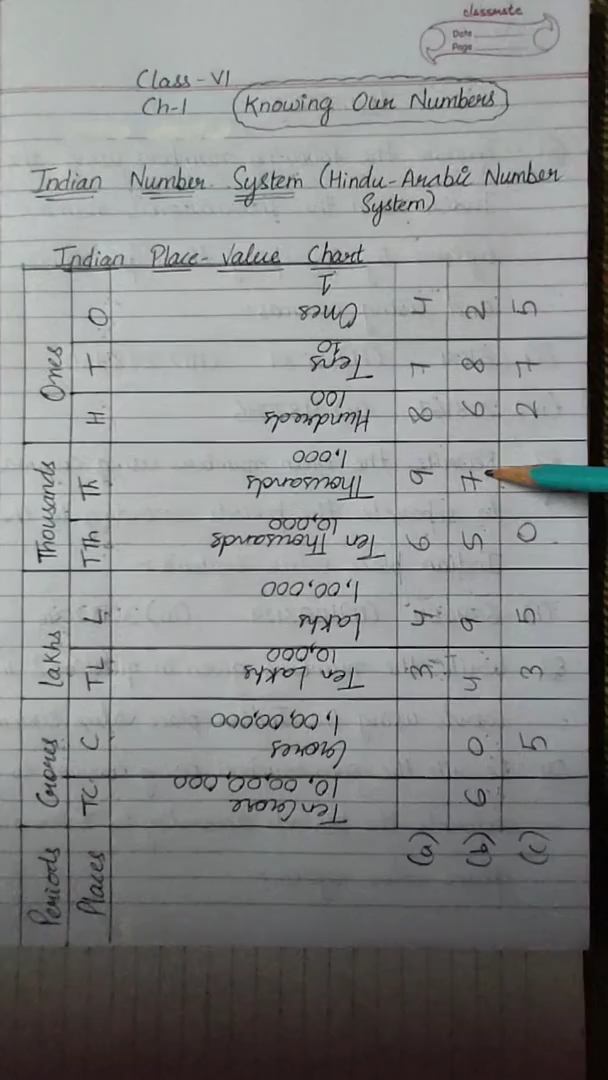 classmate
Date
Page
Class-VI
Ch-1 Knowing Our Numbers
Indian Number System (Hindu-Arabic Number
System)
Indian Place-Value Chart
Periods Crores Lakhs Thousands Ones
Places TC C TL L T Th Th H T O
Ten Crore Crores Ten Lakhs Lakhs Ten Thousands Thousands Hundreds Tens Ones
10,00,00,000 1,00,00,000 10,000 1,00,000 10,000 1,000 100 10 1
(a) 3 4 6 9 8 7 4
(b) 6 0 4 9 5 7 6 8 2
(c) 5 3 5 0 2 7 5